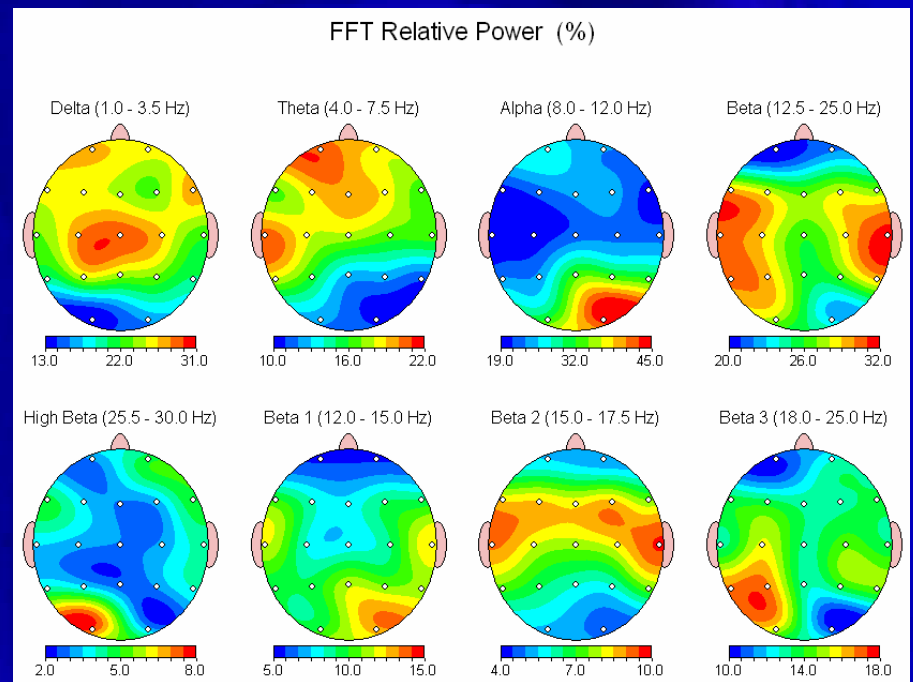 FFT Relative Power (%)
Delta (1.0 - 3.5 Hz)
Theta (4.0 - 7.5 Hz)
Alpha (8.0 - 12.0 Hz)
Beta (12.5 - 25.0 Hz)
13.0 22.0 31.0
10.0 16.0 22.0
19.0 32.0 45.0
20.0 26.0 32.0
High Beta (25.5 - 30.0 Hz)
Beta 1 (12.0 - 15.0 Hz)
Beta 2 (15.0 - 17.5 Hz)
Beta 3 (18.0 - 25.0 Hz)
2.0 5.0 8.0
5.0 10.0 15.0
4.0 7.0 10.0
10.0 14.0 18.0